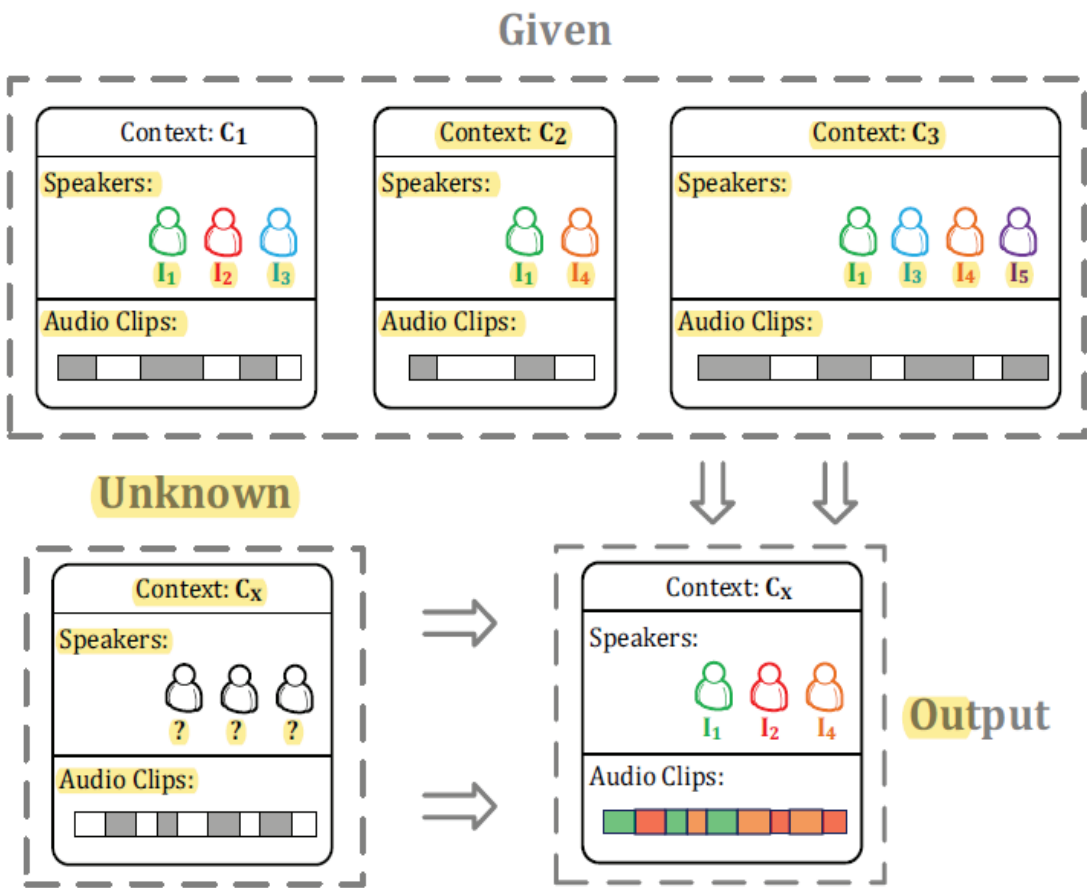 Given
Context: C1
Speakers:
I1 I2 I3
Audio Clips:
Context: C2
Speakers:
I1 I4
Audio Clips:
Context: C3
Speakers:
I1 I3 I4 I5
Audio Clips:
Unknown
Context: Cx
Speakers:
? ? ?
Audio Clips:
Context: Cx
Speakers:
I1 I2 I4
Audio Clips:
Output